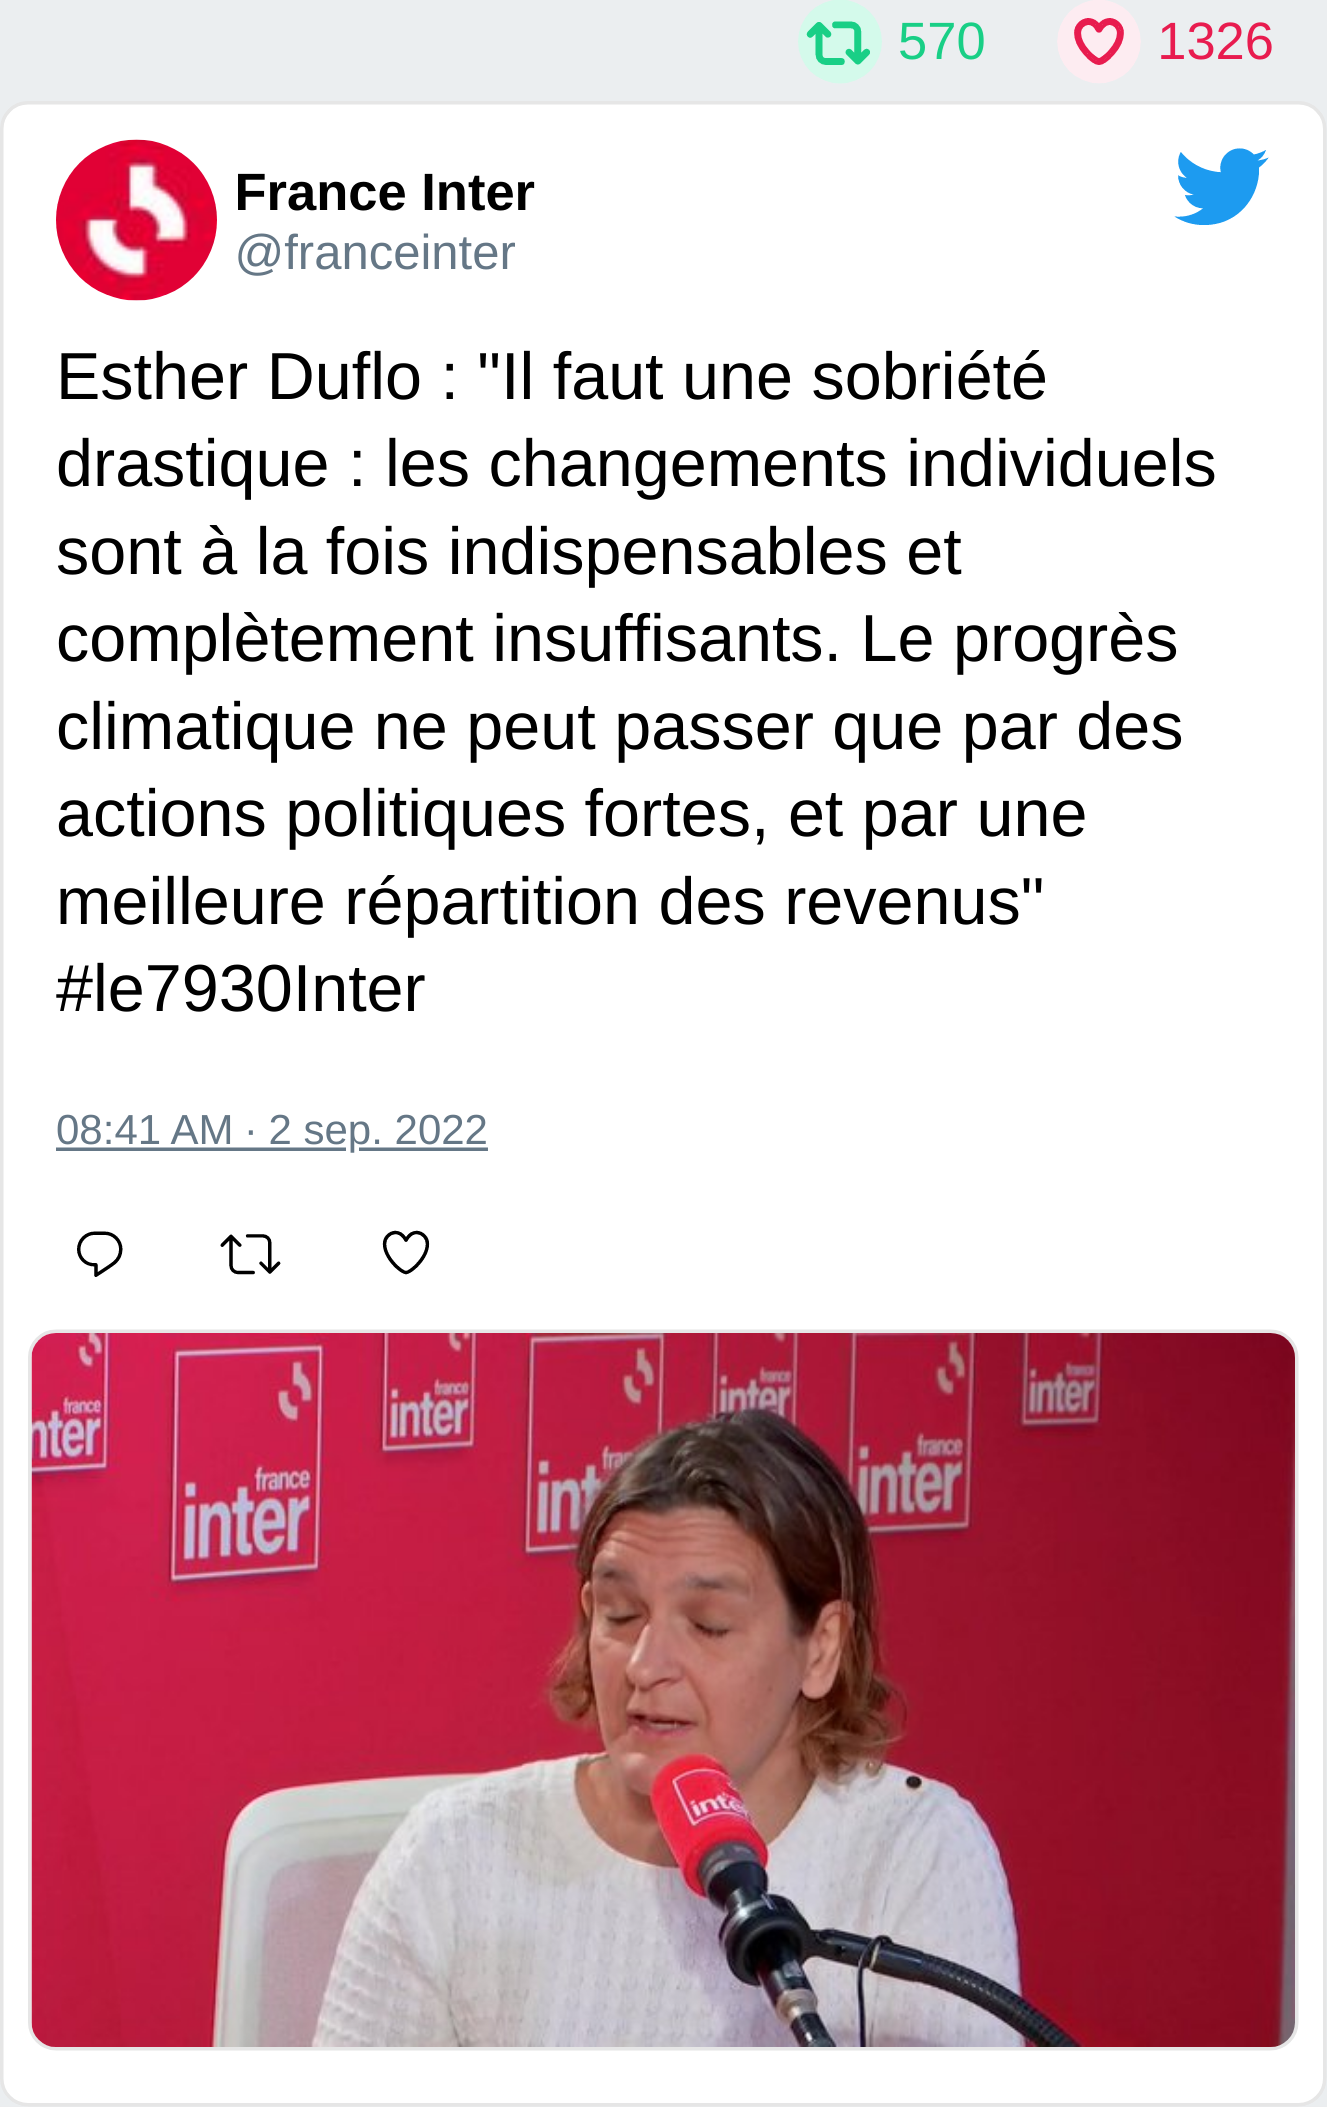 570 1326
France Inter
@franceinter
Esther Duflo : "Il faut une sobriété
drastique : les changements individuels
sont à la fois indispensables et
complètement insuffisants. Le progrès
climatique ne peut passer que par des
actions politiques fortes, et par une
meilleure répartition des revenus"
#le7930Inter
08:41 AM · 2 sep. 2022
france
inter
france
inter
france
inter
france
inter
france
inter
france
inter
inter